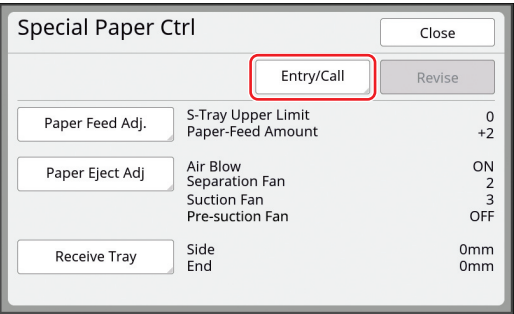 Special Paper Ctrl
Close
Entry/Call
Revise
Paper Feed Adj.
S-Tray Upper Limit 0
Paper-Feed Amount +2
Paper Eject Adj
Air Blow ON
Separation Fan 2
Suction Fan 3
Pre-suction Fan OFF
Receive Tray
Side 0mm
End 0mm